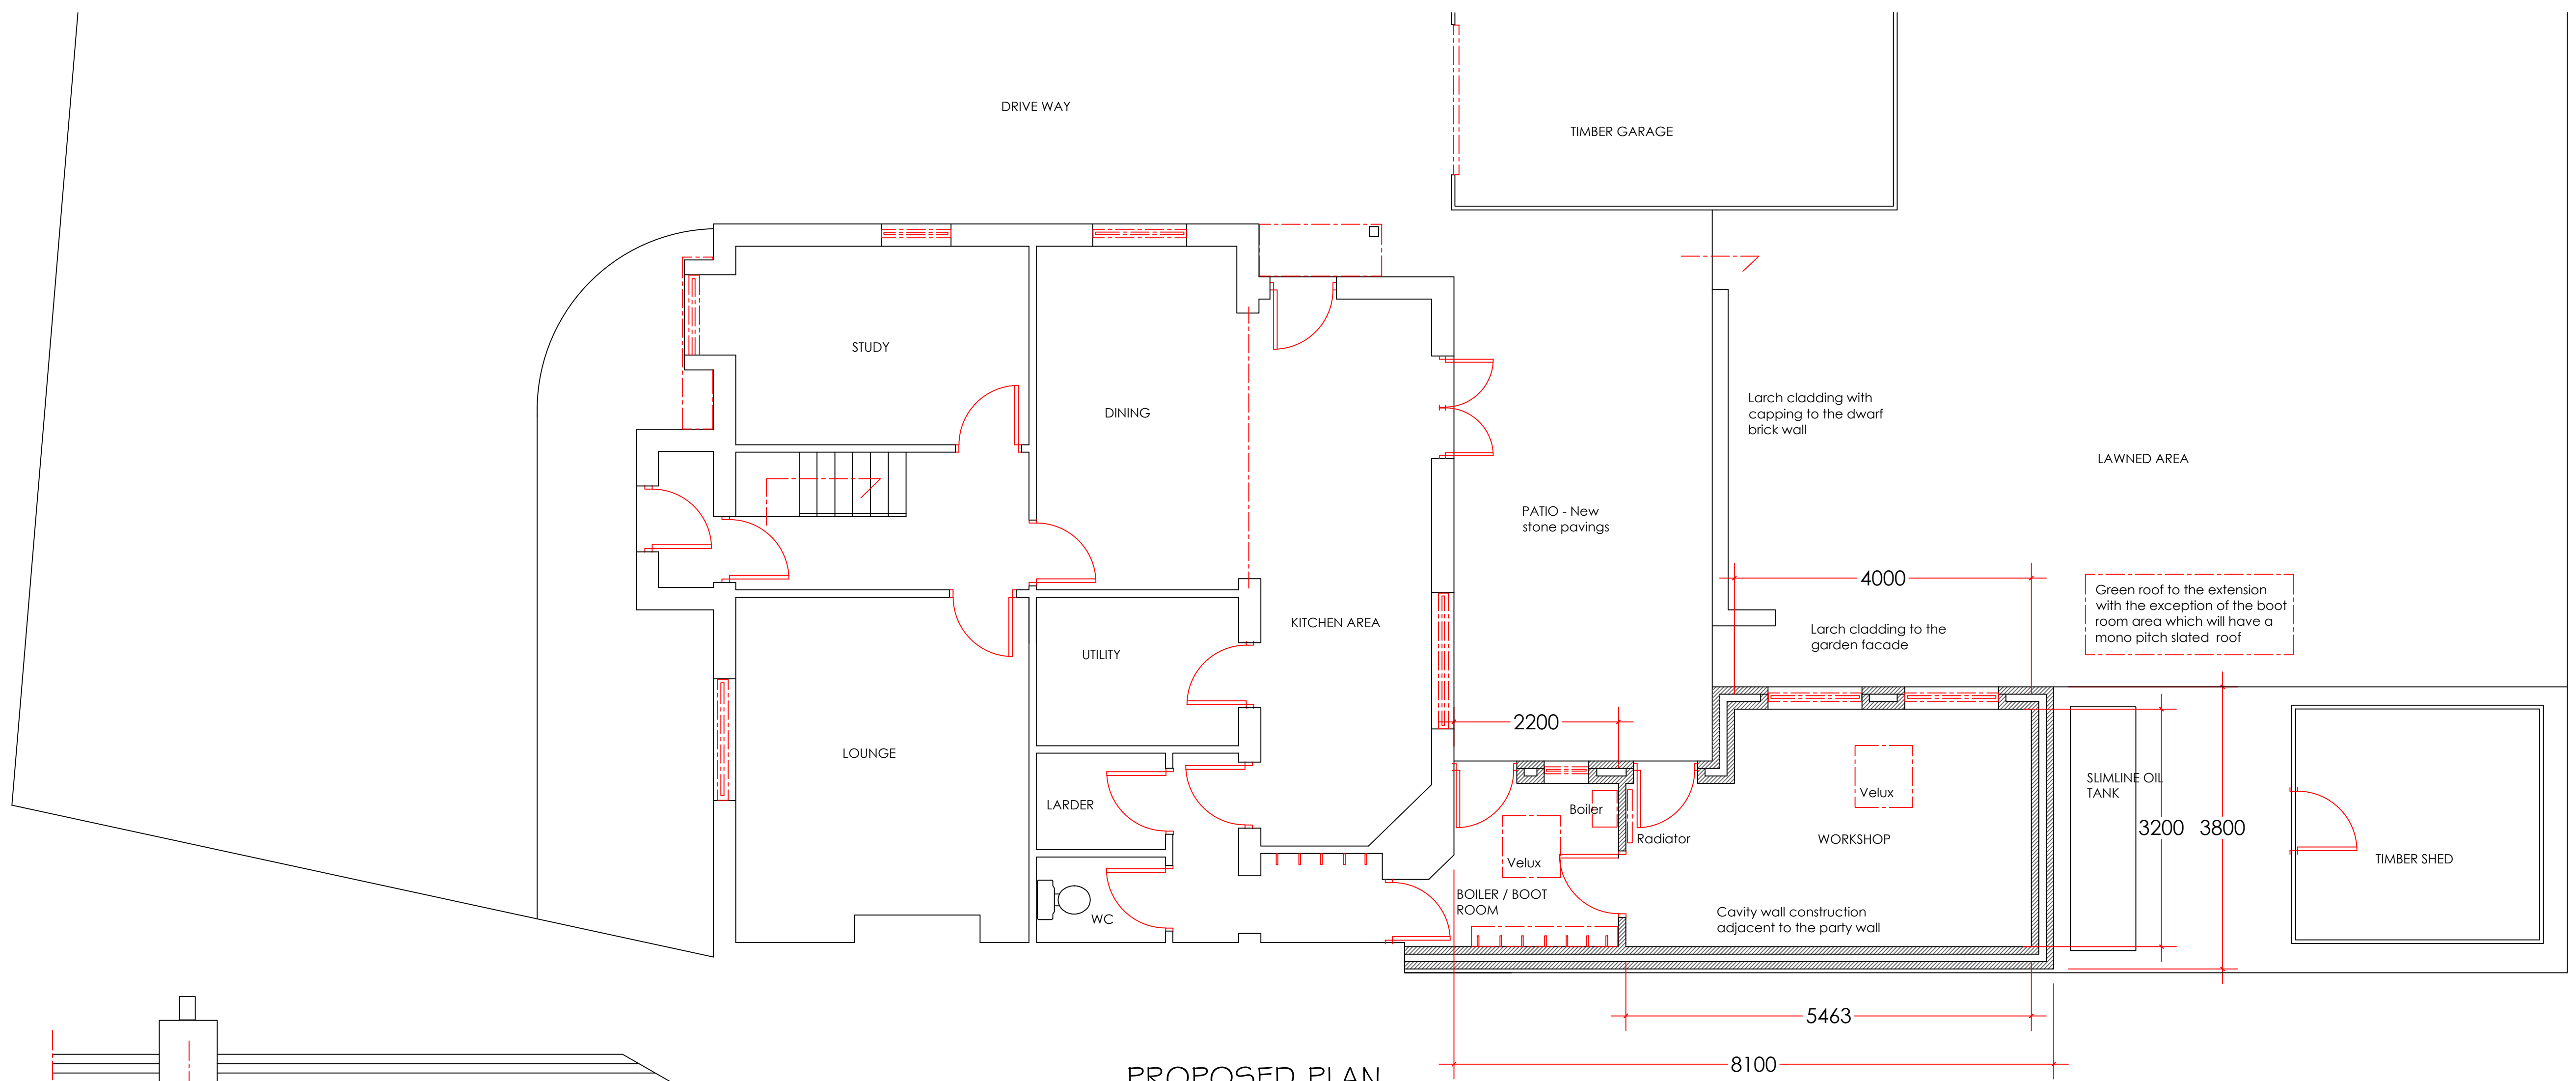 DRIVE WAY
TIMBER GARAGE
STUDY
DINING
Larch cladding with
capping to the dwarf
brick wall
LAWNED AREA
PATIO - New
stone pavings
4000
Green roof to the extension
with the exception of the boot
room area which will have a
mono pitch slated roof
KITCHEN AREA
Larch cladding to the
garden facade
UTILITY
2200
LOUNGE
SLIMLINE OIL
TANK
Velux
LARDER
Boiler
3200
3800
Radiator
WORKSHOP
Velux
TIMBER SHED
BOILER / BOOT
ROOM
WC
Cavity wall construction
adjacent to the party wall
5463
8100
PROPOSED PLAN